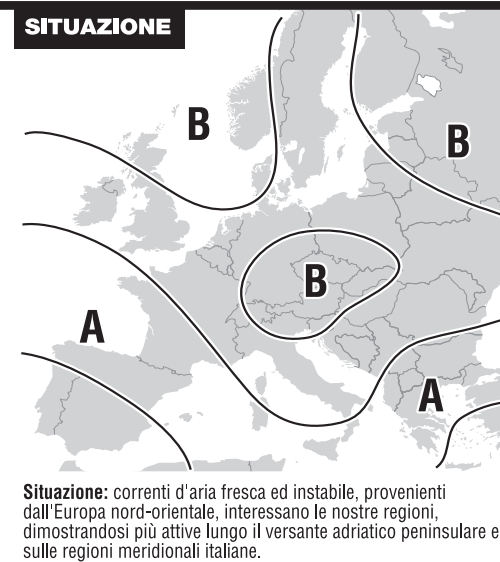 SITUAZIONE
B
B
B
A
A
Situazione: correnti d'aria fresca ed instabile, provenienti
dall'Europa nord-orientale, interessano le nostre regioni,
dimostrandosi più attive lungo il versante adriatico peninsulare e
sulle regioni meridionali italiane.